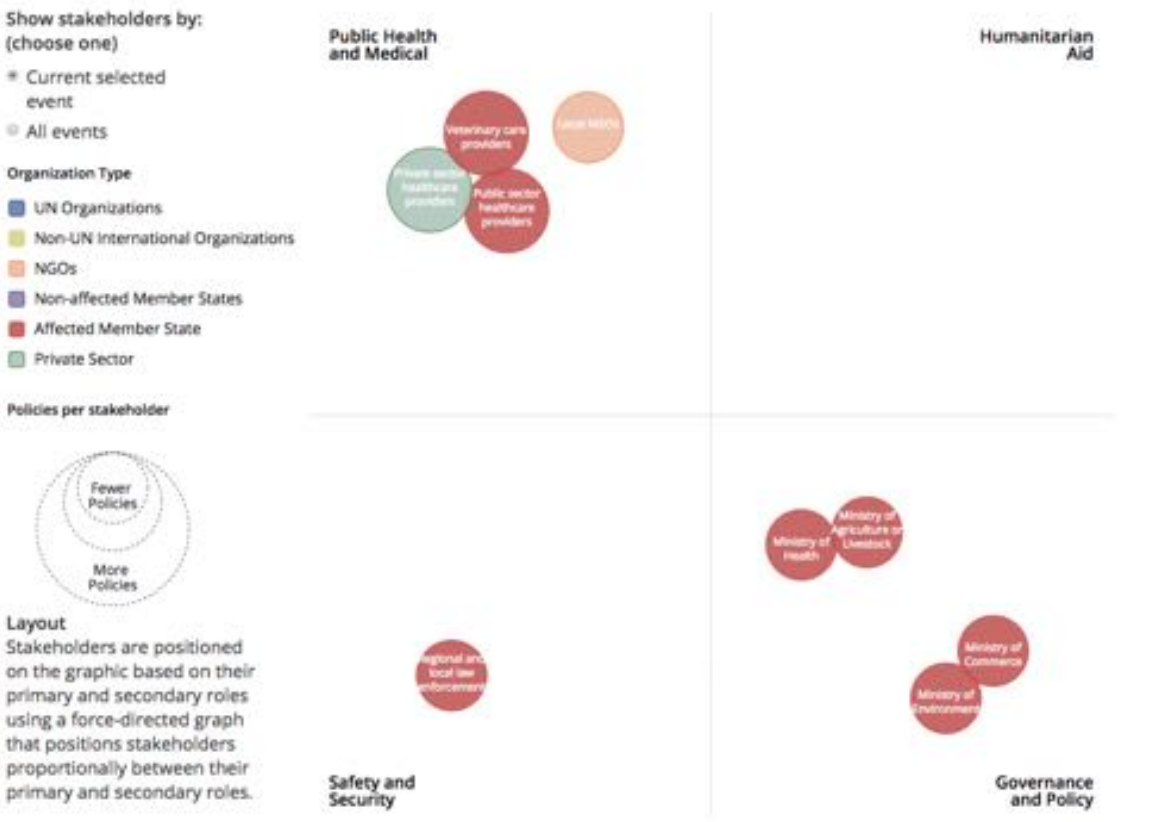 Show stakeholders by:
(choose one)
Current selected
event
All events
Organization Type
UN Organizations
Non-UN International Organizations
NGOs
Non-affected Member States
Affected Member State
Private Sector
Policies per stakeholder
Fewer
Policies
More
Policies
Layout
Stakeholders are positioned
on the graphic based on their
primary and secondary roles
using a force-directed graph
that positions stakeholders
proportionally between their
primary and secondary roles.
Public Health
and Medical
Humanitarian
Aid
Veterinary care
providers
Local NGOs
Private sector
healthcare
providers
Public sector
healthcare
providers
Ministry of
Health
Ministry of
Agriculture or
Livestock
Ministry of
Commerce
Ministry of
Environment
Regional and
local law
enforcement
Safety and
Security
Governance
and Policy